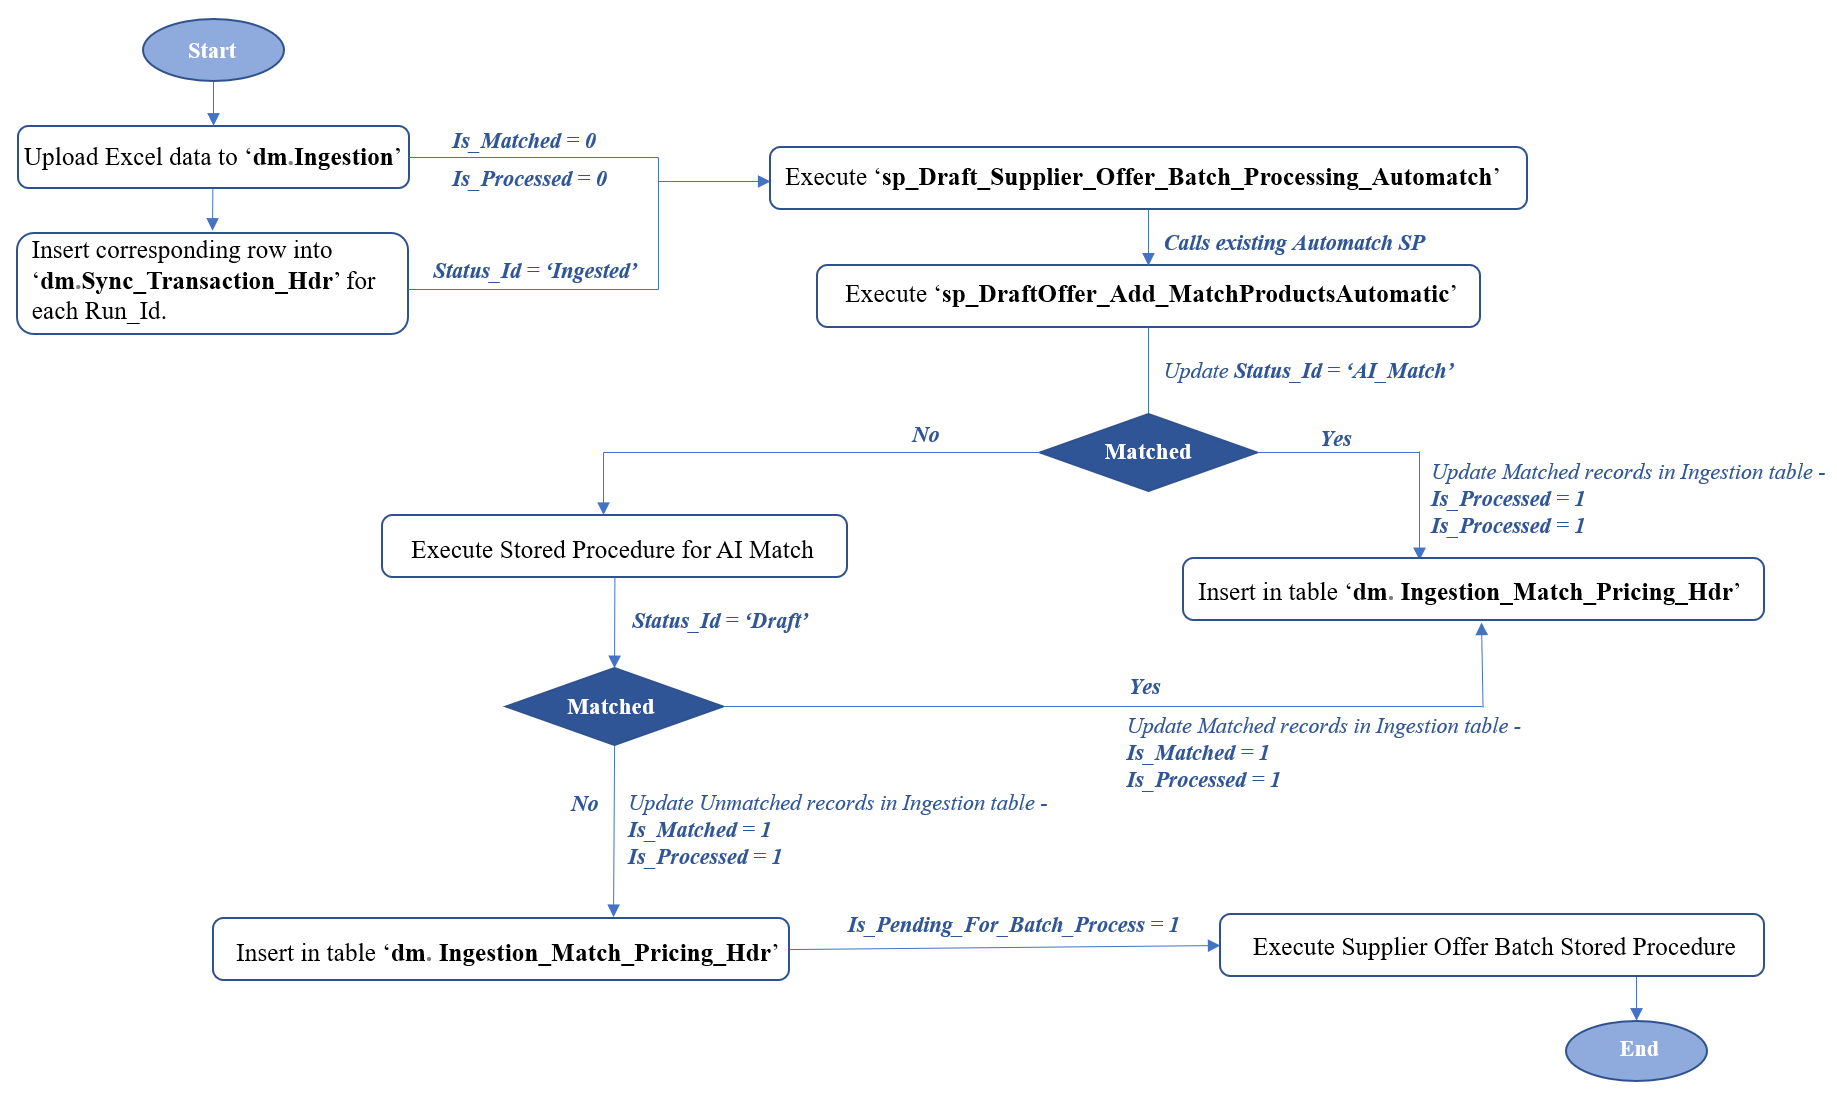 Start
Upload Excel data to ‘dm.Ingestion’
Is_Matched = 0
Is_Processed = 0
Insert corresponding row into
‘dm.Sync_Transaction_Hdr’ for
each Run_Id.
Status_Id = ‘Ingested’
Execute ‘sp_Draft_Supplier_Offer_Batch_Processing_Automatch’
Calls existing Automatch SP
Execute ‘sp_DraftOffer_Add_MatchProductsAutomatic’
Update Status_Id = ‘AI_Match’
Matched
No
Yes
Update Matched records in Ingestion table -
Is_Processed = 1
Is_Processed = 1
Execute Stored Procedure for AI Match
Insert in table ‘dm. Ingestion_Match_Pricing_Hdr’
Status_Id = ‘Draft’
Matched
Yes
Update Matched records in Ingestion table -
Is_Matched = 1
Is_Processed = 1
No
Update Unmatched records in Ingestion table -
Is_Matched = 1
Is_Processed = 1
Insert in table ‘dm. Ingestion_Match_Pricing_Hdr’
Is_Pending_For_Batch_Process = 1
Execute Supplier Offer Batch Stored Procedure
End